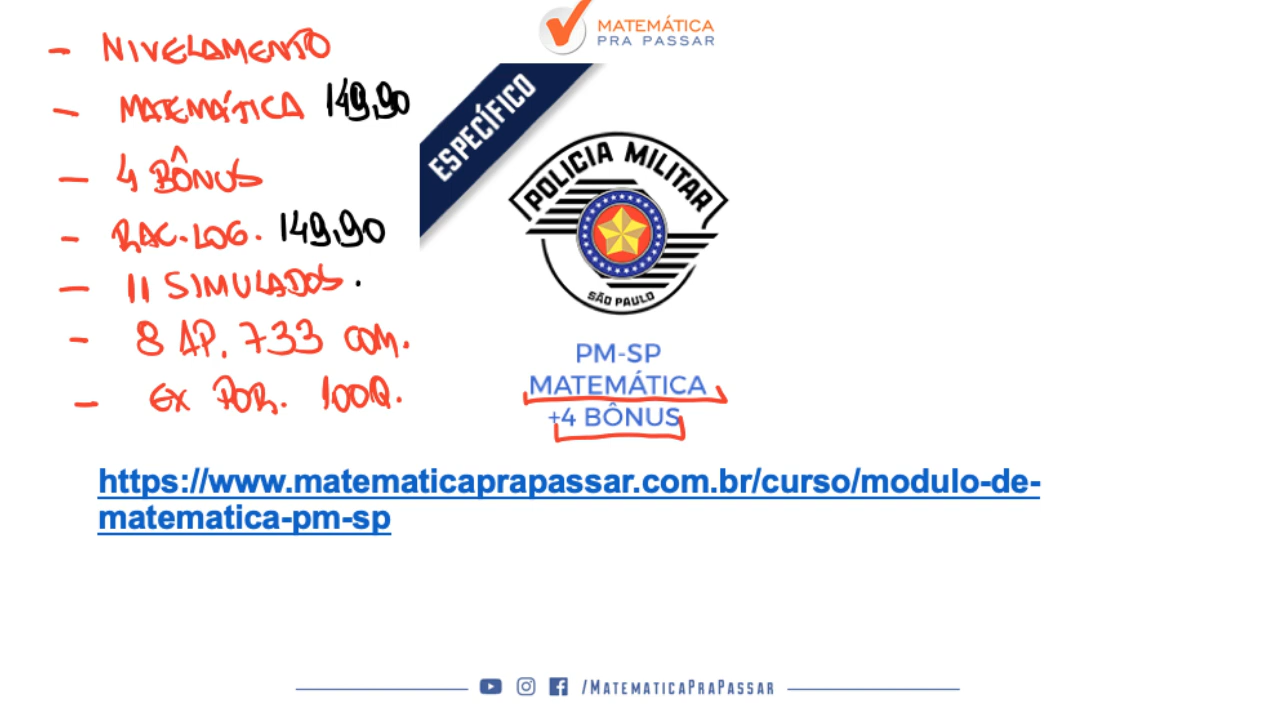 MATEMÁTICA
PRA PASSAR
- NIVELAMENTO
- MATEMÁTICA 149,90
- 4 BÔNUS
- RAC. LOG. 149,90
- 11 SIMULADOS.
- 8 AP. 733 COM.
- EX POR. 100Q.
ESPECÍFICO
POLICIA MILITAR
SÃO PAULO
PM-SP
MATEMÁTICA
+4 BÔNUS
https://www.matematicaprapassar.com.br/curso/modulo-de-
matematica-pm-sp
/MATEMATICAPRAPASSAR